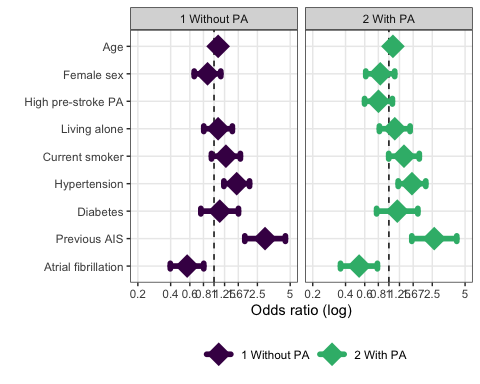 1 Without PA
2 With PA
Age
Female sex
High pre-stroke PA
Living alone
Current smoker
Hypertension
Diabetes
Previous AIS
Atrial fibrillation
0.2 0.4 0.6 0.8 1 1.25 1.67 2.5 5
0.2 0.4 0.6 0.8 1 1.25 1.67 2.5 5
Odds ratio (log)
1 Without PA 2 With PA